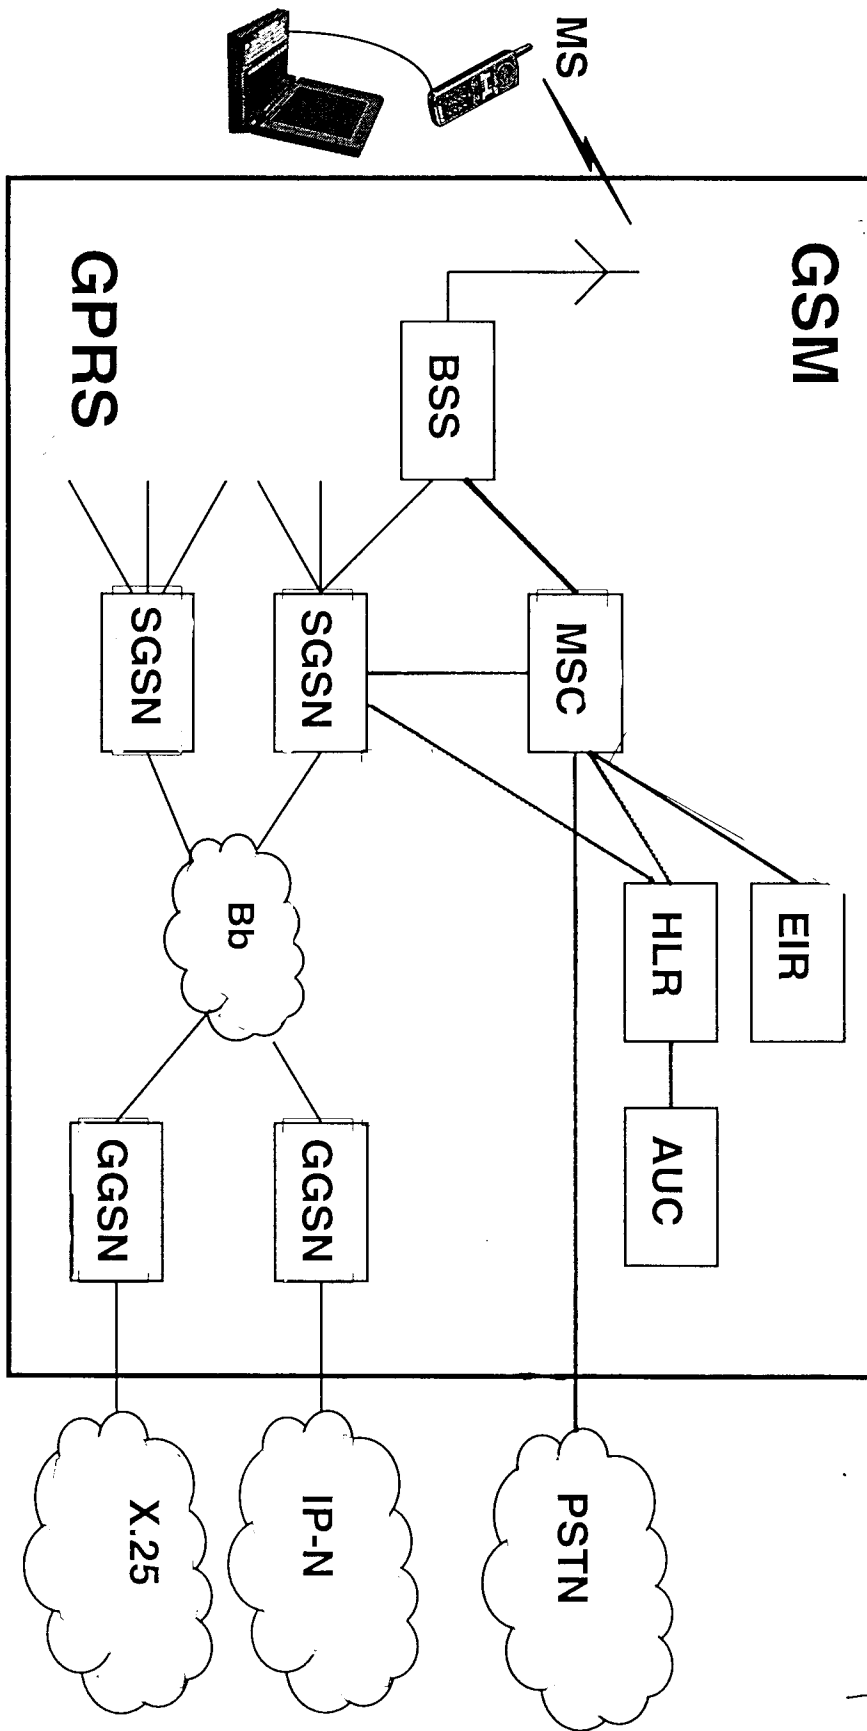 MS
GSM
GPRS
BSS
MSC
SGSN
SGSN
EIR
HLR
AUC
Bb
GGSN
GGSN
PSTN
IP-N
X.25